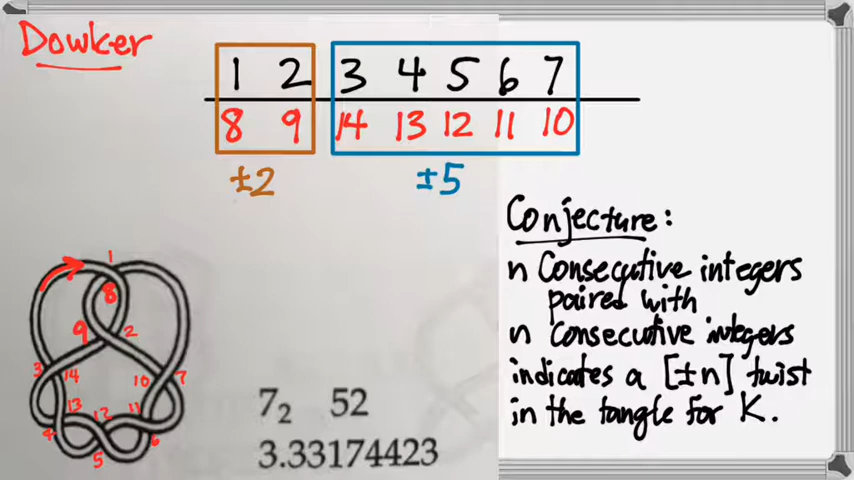 Dowker
1 2 3 4 5 6 7
8 9 14 13 12 11 10
±2 ±5
Conjecture:
n Consecutive integers
paired with
n Consecutive integers
indicates a [±n] twist
in the tangle for K.
1
8
9 2
3 14 10 7
13 12 11
4 6
5
7₂ 52
3.33174423